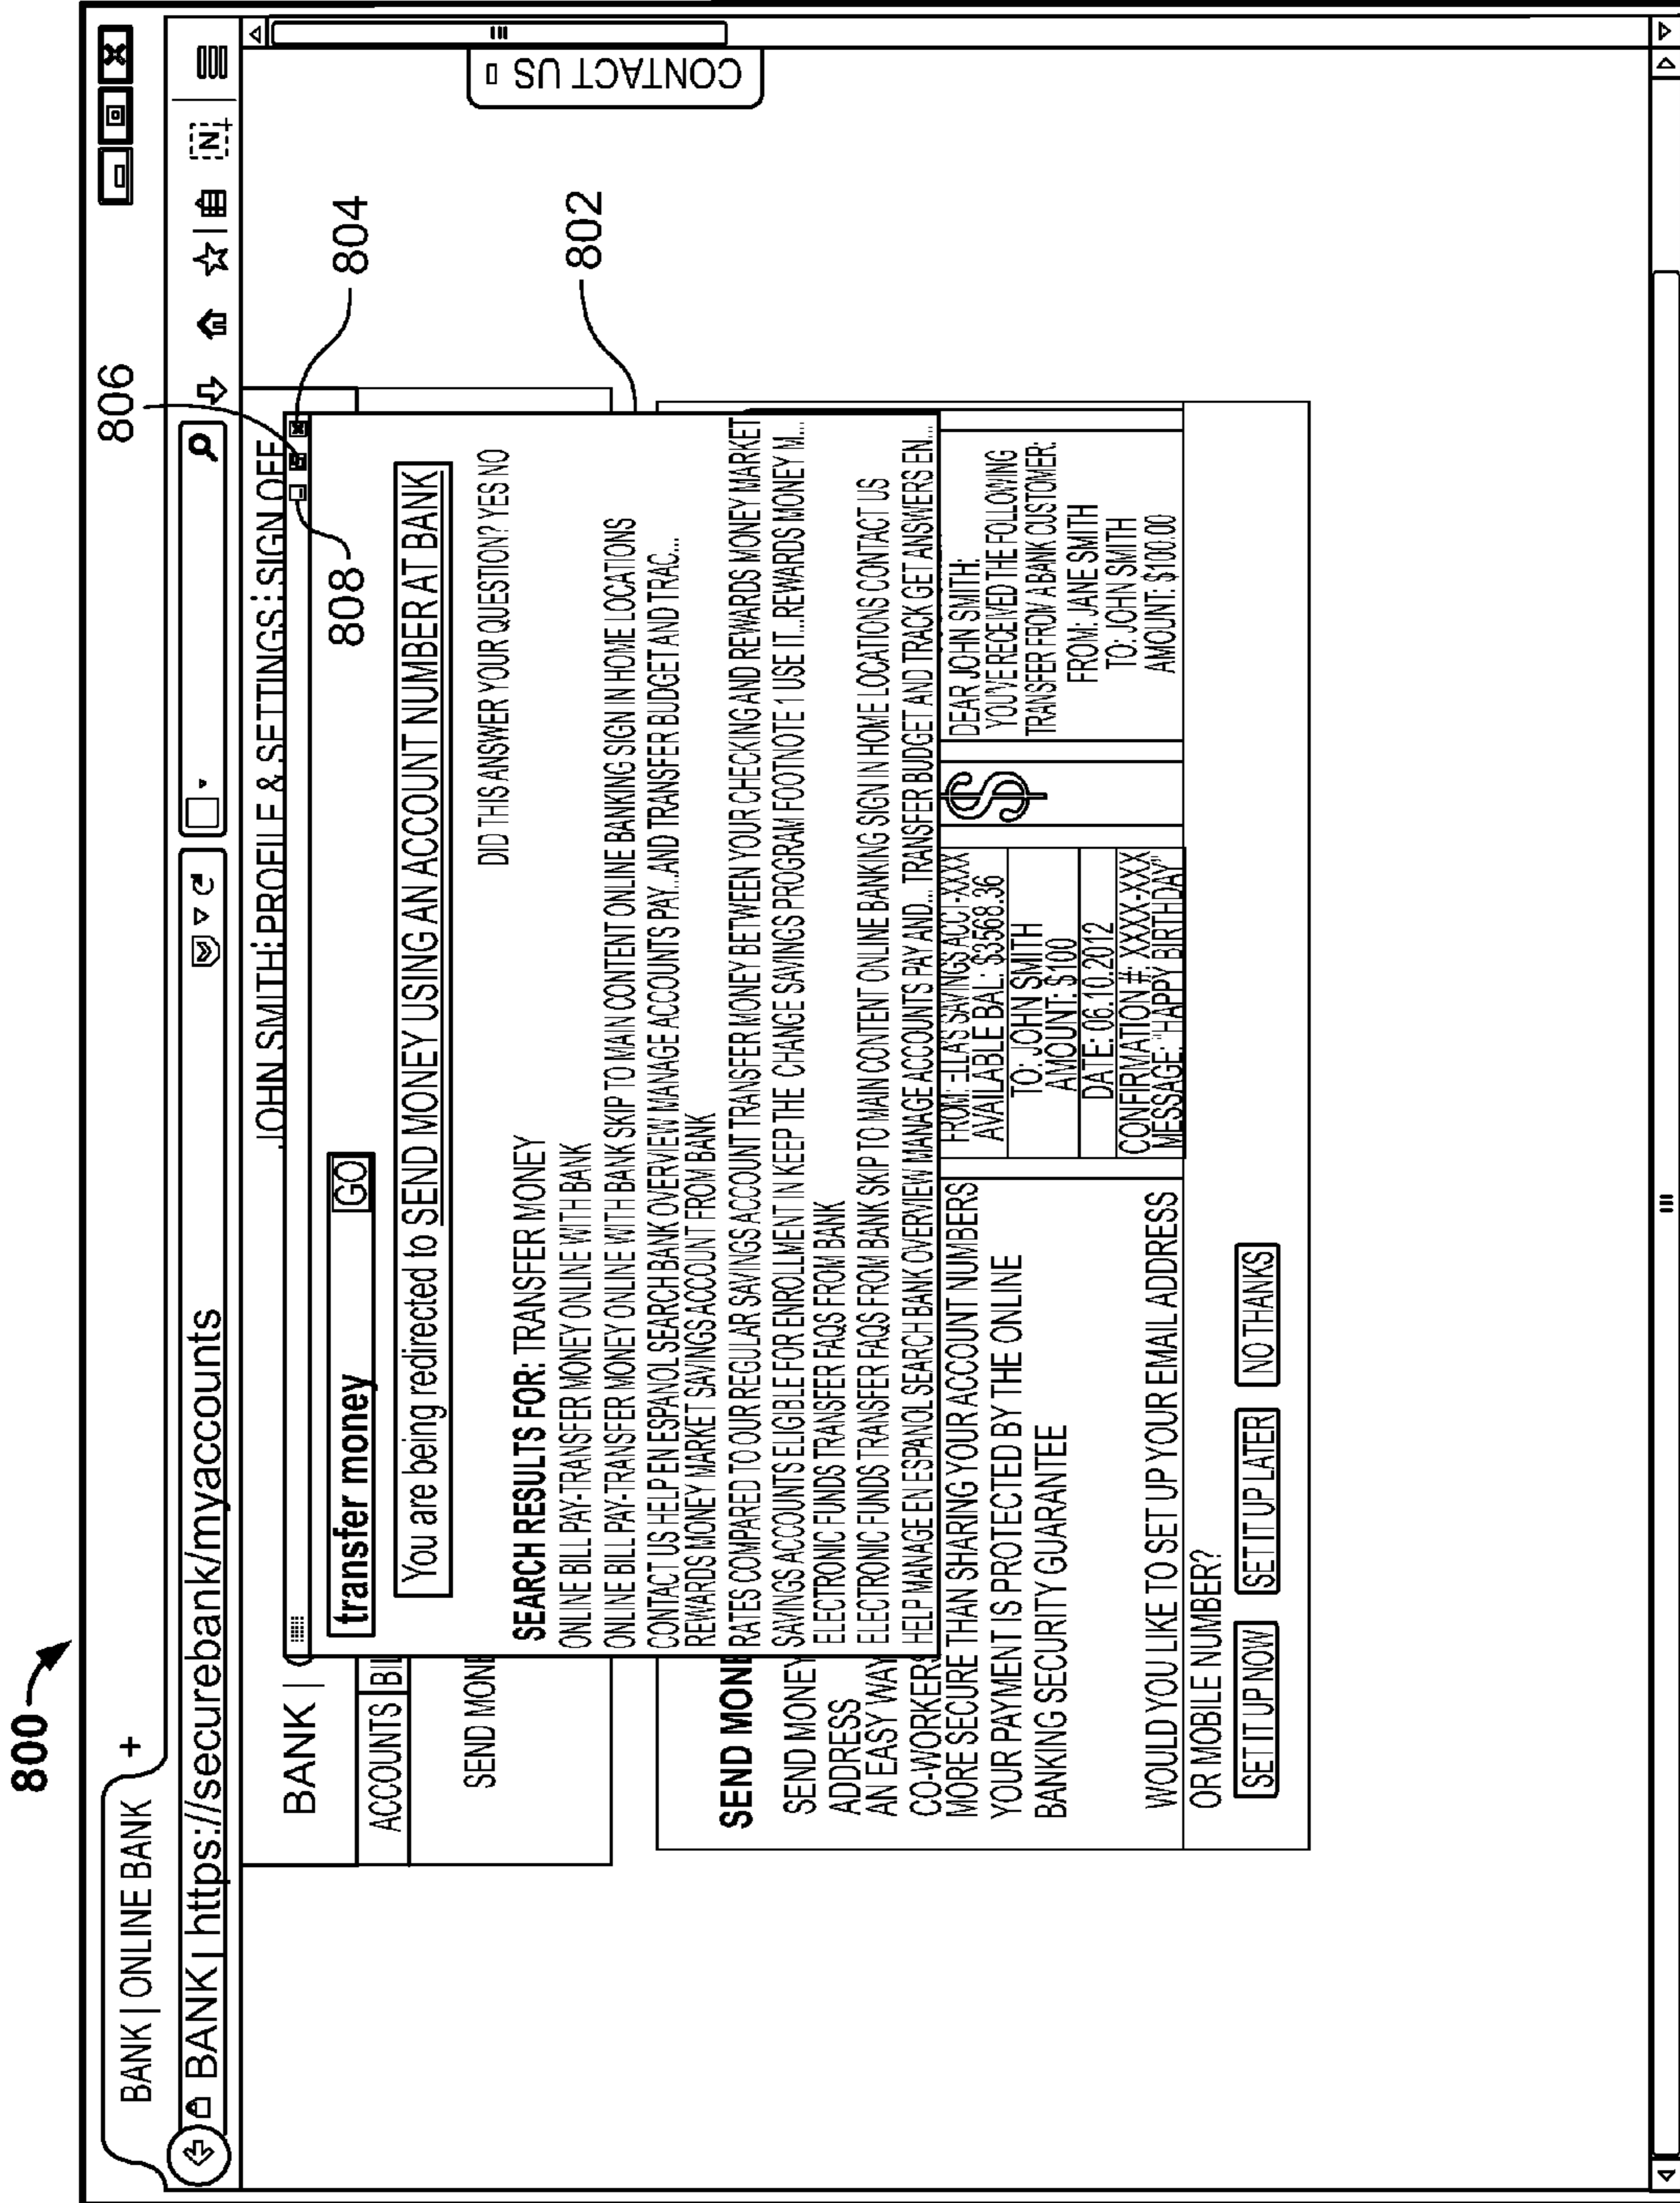 800
BANK | ONLINE BANK +
806
BANK | https://securebank/myaccounts
JOHN SMITH: PROFILE & SETTINGS: SIGN OFF
BANK |
804
808
transfer money GO
ACCOUNTS BIL
You are being redirected to SEND MONEY USING AN ACCOUNT NUMBER AT BANK
SEND MONE
DID THIS ANSWER YOUR QUESTION? YES NO
CONTACT US
SEARCH RESULTS FOR: TRANSFER MONEY
ONLINE BILL PAY-TRANSFER MONEY ONLINE WITH BANK
802
ONLINE BILL PAY-TRANSFER MONEY ONLINE WITH BANK SKIP TO MAIN CONTENT ONLINE BANKING SIGN IN HOME LOCATIONS
CONTACT US HELP EN ESPANOL SEARCH BANK OVERVIEW MANAGE ACCOUNTS PAY...AND TRANSFER BUDGET AND TRAC...
REWARDS MONEY MARKET SAVINGS ACCOUNT FROM BANK
RATES COMPARED TO OUR REGULAR SAVINGS ACCOUNT TRANSFER MONEY BETWEEN YOUR CHECKING AND REWARDS MONEY MARKET
SAVINGS ACCOUNTS ELIGIBLE FOR ENROLLMENT IN KEEP THE CHANGE SAVINGS PROGRAM FOOTNOTE 1 USE IT...REWARDS MONEY M...
ELECTRONIC FUNDS TRANSFER FAQS FROM BANK
ELECTRONIC FUNDS TRANSFER FAQS FROM BANK SKIP TO MAIN CONTENT ONLINE BANKING SIGN IN HOME LOCATIONS CONTACT US
HELP MANAGE EN ESPANOL SEARCH BANK OVERVIEW MANAGE ACCOUNTS PAY AND... TRANSFER BUDGET AND TRACK GET ANSWERS EN...
SEND MONE
SEND MONEY
ADDRESS
AN EASY WAY
CO-WORKERS
MORE SECURE THAN SHARING YOUR ACCOUNT NUMBERS
YOUR PAYMENT IS PROTECTED BY THE ONLINE
BANKING SECURITY GUARANTEE
FROM: ELLA'S SAVINGS ACCI-XXXX
AVAILABLE BAL: $3568.36
TO: JOHN SMITH
AMOUNT: $100
DATE: 06.10.2012
CONFIRMATION #: XXXX-XXX
MESSAGE: "HAPPY BIRTHDAY"
$
DEAR JOHN SMITH:
YOU'VE RECEIVED THE FOLLOWING
TRANSFER FROM A BANK CUSTOMER:
FROM: JANE SMITH
TO: JOHN SMITH
AMOUNT: $100.00
WOULD YOU LIKE TO SET UP YOUR EMAIL ADDRESS
OR MOBILE NUMBER?
SET IT UP NOW SET IT UP LATER NO THANKS